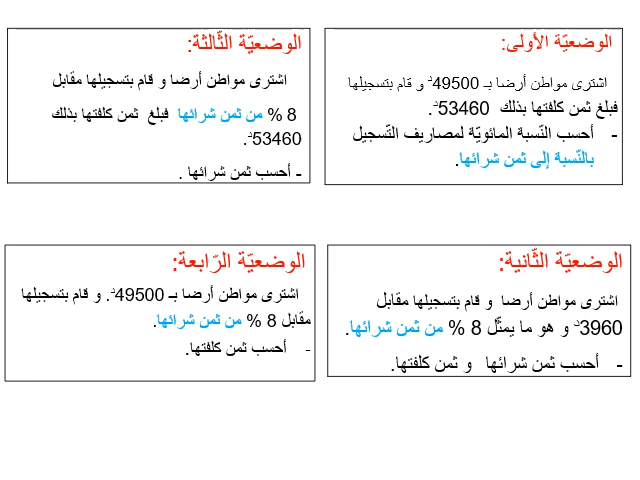 الوضعيّة الأولى:
اشترى مواطن أرضا بـ 49500د و قام بتسجيلها
فبلغ ثمن كلفتها بذلك 53460د.
- أحسب النّسبة المائويّة لمصاريف التّسجيل
بالنّسبة إلى ثمن شرائها.
الوضعيّة الثّالثة:
اشترى مواطن أرضا و قام بتسجيلها مقابل
8 % من ثمن شرائها فبلغ ثمن كلفتها بذلك
53460د.
- أحسب ثمن شرائها .
الوضعيّة الثّانية:
اشترى مواطن أرضا و قام بتسجيلها مقابل
3960د و هو ما يمثّل 8 % من ثمن شرائها.
- أحسب ثمن شرائها و ثمن كلفتها.
الوضعيّة الرّابعة:
اشترى مواطن أرضا بـ 49500د. و قام بتسجيلها
مقابل 8 % من ثمن شرائها.
- أحسب ثمن كلفتها.